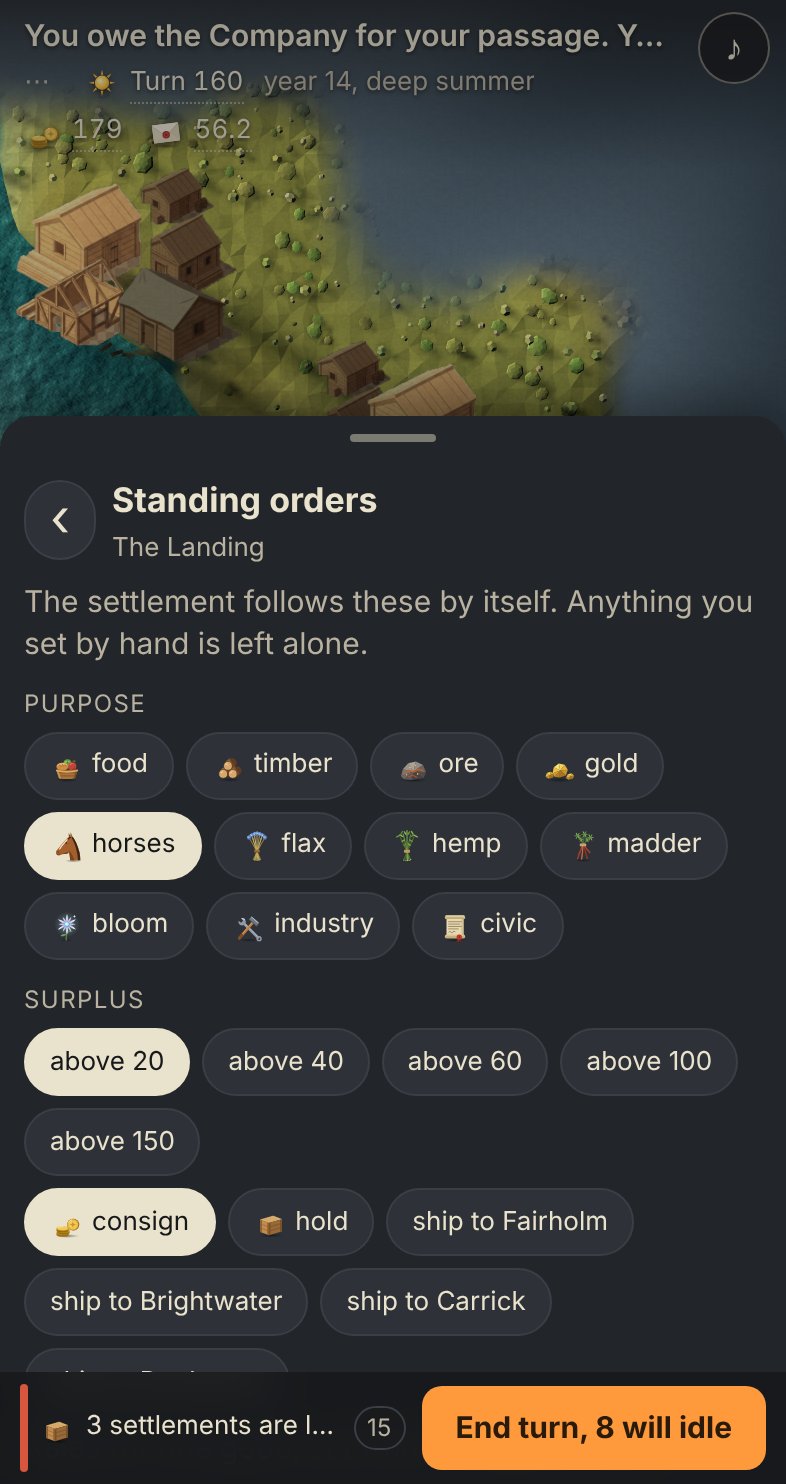 You owe the Company for your passage. Y...
... Turn 160 year 14, deep summer
179 56.2
Standing orders
The Landing
The settlement follows these by itself. Anything you
set by hand is left alone.
PURPOSE
food timber ore gold
horses flax hemp madder
bloom industry civic
SURPLUS
above 20 above 40 above 60 above 100
above 150
consign hold ship to Fairholm
ship to Brightwater ship to Carrick
3 settlements are l... 15 End turn, 8 will idle